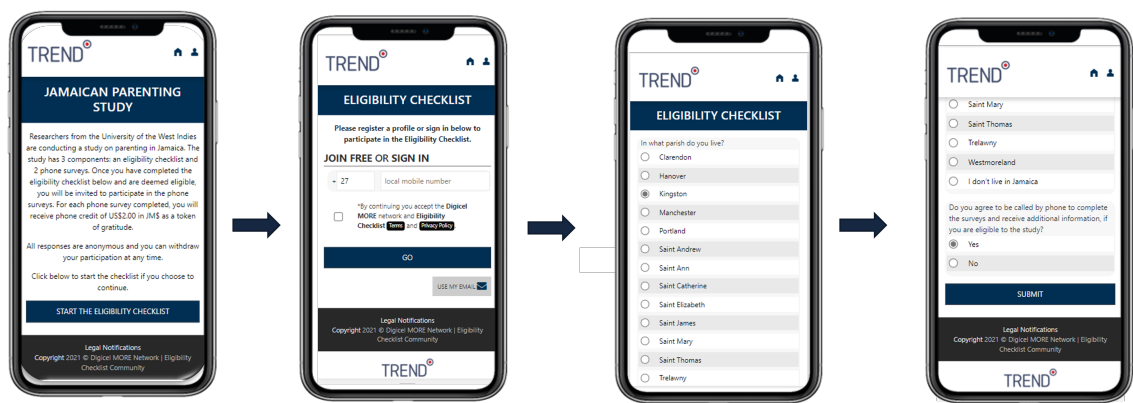 TREND
JAMAICAN PARENTING
STUDY
Researchers from the University of the West Indies
are conducting a study on parenting in Jamaica. The
study has 3 components: an eligibility checklist and
2 phone surveys. Once you have completed the
eligibility checklist below and are deemed eligible,
you will be invited to participate in the phone
surveys. For each phone survey completed, you will
receive phone credit of US$2.00 in JM$ as a token
of gratitude.
All responses are anonymous and you can withdraw
your participation at any time.
Click below to start the checklist if you choose to
continue.
START THE ELIGIBILITY CHECKLIST
Legal Notifications
Copyright 2021 © Digicel MORE Network | Eligibility
Checklist Community
TREND
ELIGIBILITY CHECKLIST
Please register a profile or sign in below to
participate in the Eligibility Checklist.
JOIN FREE OR SIGN IN
+ 27 local mobile number
*By continuing you accept the Digicel
MORE network and Eligibility
Checklist Terms and Privacy Policy.
GO
USE MY EMAIL
Legal Notifications
Copyright 2021 © Digicel MORE Network | Eligibility
Checklist Community
TREND
TREND
ELIGIBILITY CHECKLIST
In what parish do you live?
Clarendon
Hanover
Kingston
Manchester
Portland
Saint Andrew
Saint Ann
Saint Catherine
Saint Elizabeth
Saint James
Saint Mary
Saint Thomas
Trelawny
TREND
Saint Mary
Saint Thomas
Trelawny
Westmoreland
I don't live in Jamaica
Do you agree to be called by phone to complete
the surveys and receive additional information, if
you are eligible to the study?
Yes
No
SUBMIT
Legal Notifications
Copyright 2021 © Digicel MORE Network | Eligibility
Checklist Community
TREND